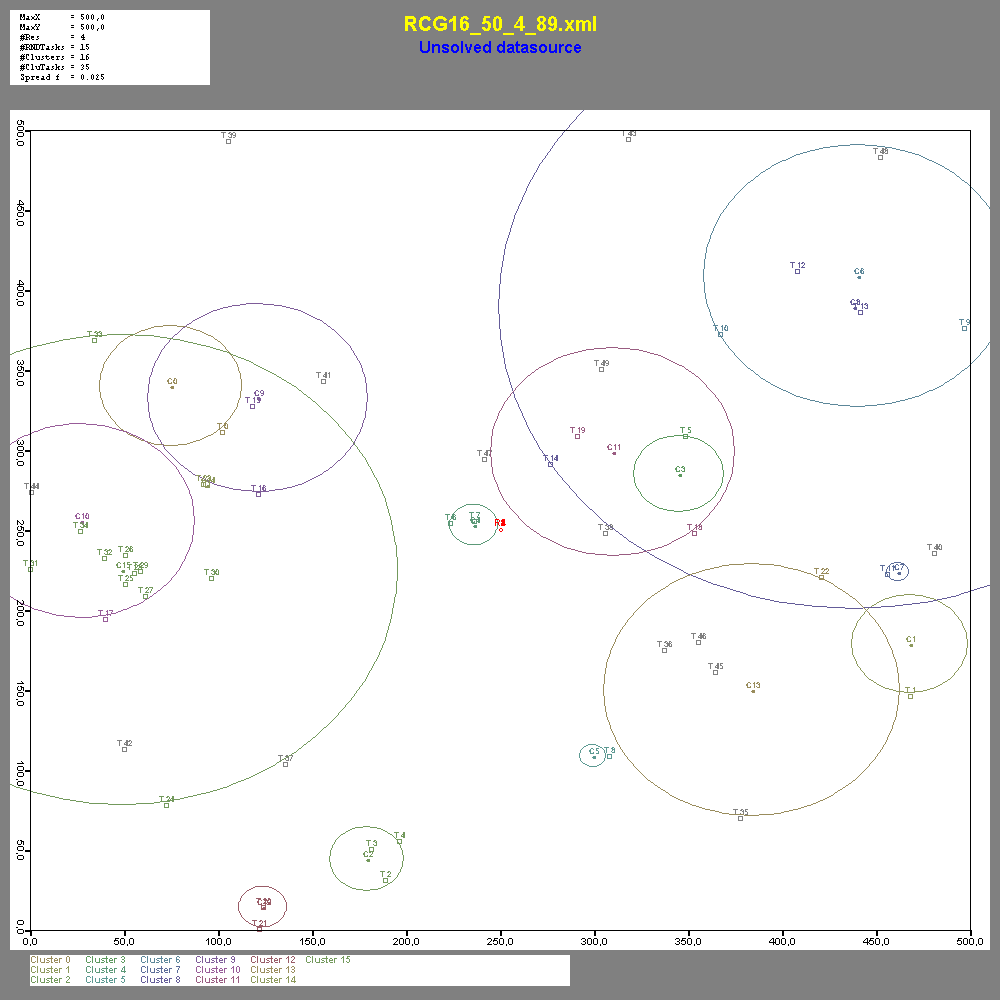 MaxX = 500,0
MaxY = 500,0
#Res = 4
#RNDTasks = 15
#Clusters = 16
#CluTasks = 35
Spread f = 0.025
RCG16_50_4_89.xml
Unsolved datasource
500,0
450,0
400,0
350,0
300,0
250,0
200,0
150,0
100,0
50,0
0,0
T 39
T 43
T 48
T 12
C6
C8
T 13
T 9
T 10
T 33
C0
T 41
C9
T 15
T 0
T 49
T 19
C11
T 5
T 47
T 14
C3
T 44
T 16
C10
T 34
T 6
T 7
T 38
T 18
T 40
T 32
T 26
T 31
C15
T 29
T 25
T 30
T 27
T 17
T 22
T 11
C7
T 36
T 46
C1
T 45
C13
T 1
T 42
T 37
C5
T 8
T 24
T 35
T 4
T 3
C2
T 2
T 20
T 21
0,0 50,0 100,0 150,0 200,0 250,0 300,0 350,0 400,0 450,0 500,0
Cluster 0 Cluster 3 Cluster 6 Cluster 9 Cluster 12 Cluster 15
Cluster 1 Cluster 4 Cluster 7 Cluster 10 Cluster 13
Cluster 2 Cluster 5 Cluster 8 Cluster 11 Cluster 14